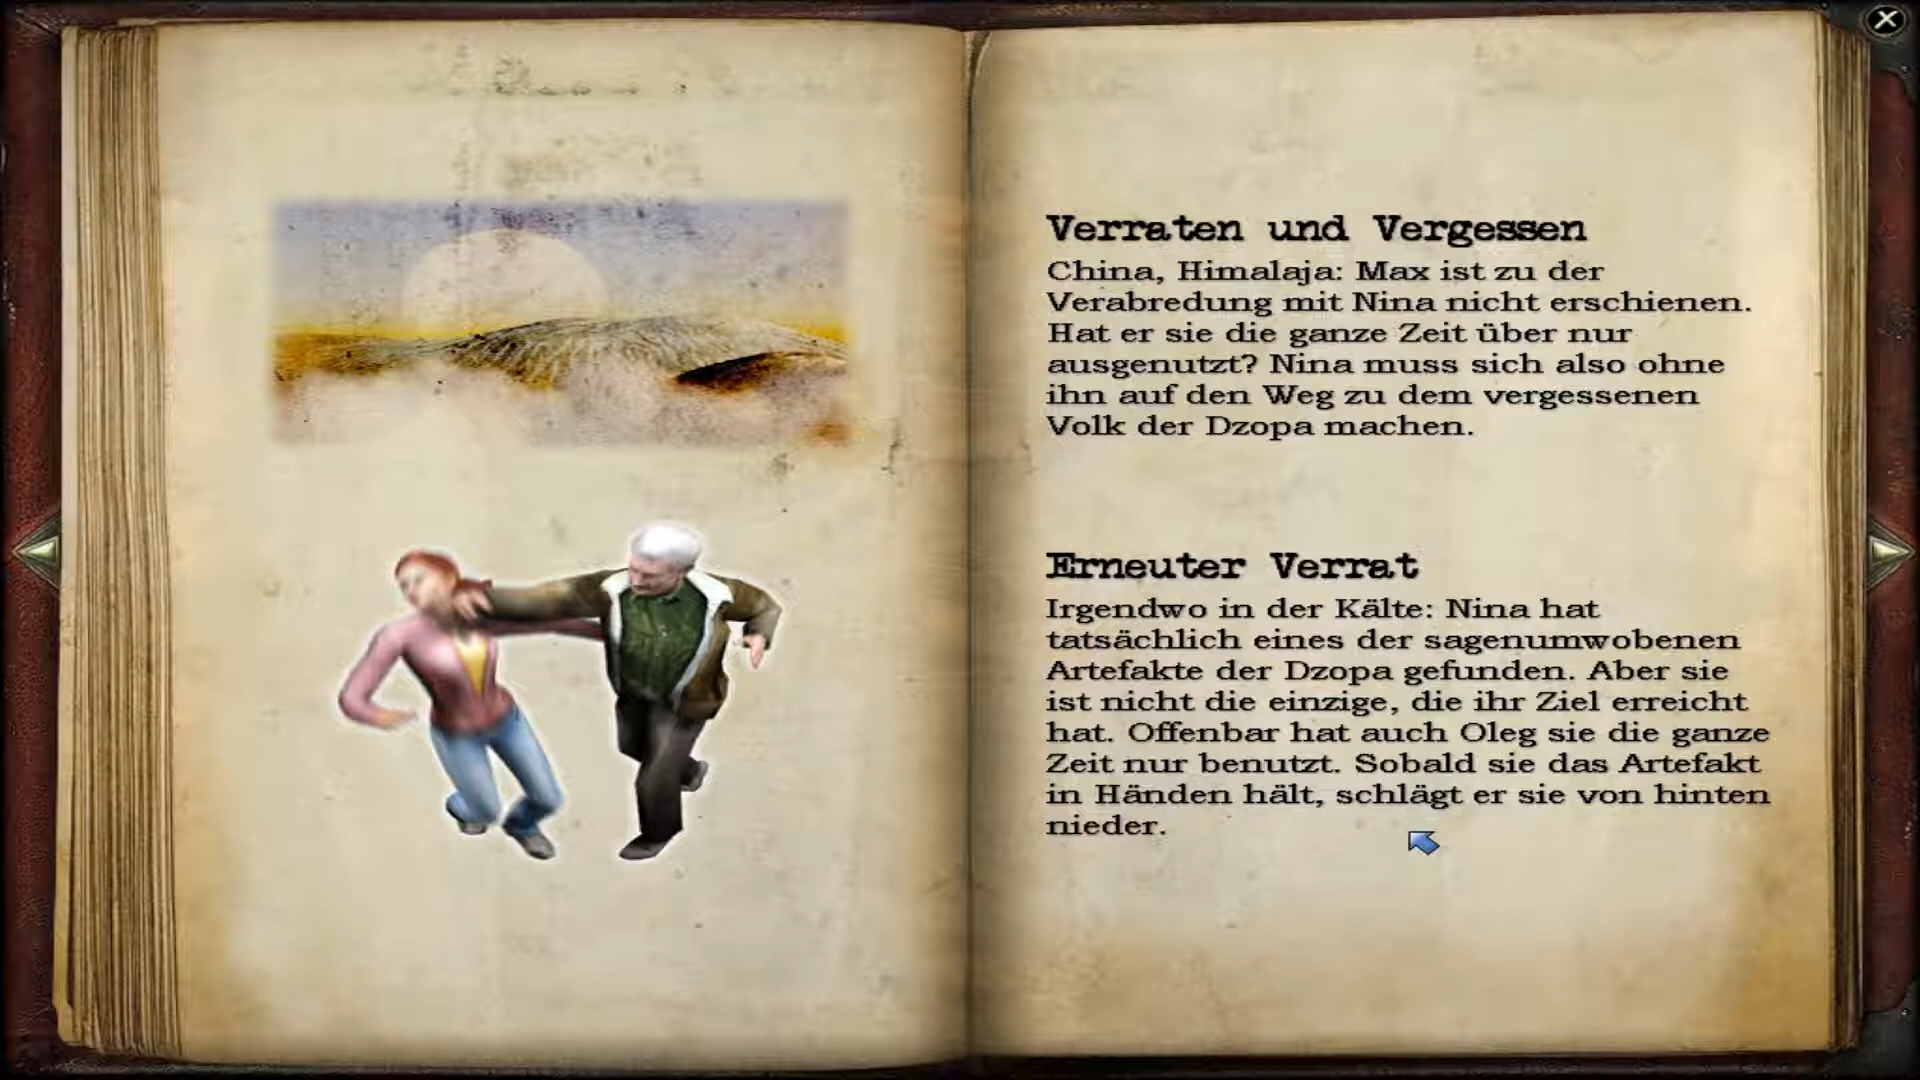 Verraten und Vergessen
China, Himalaja: Max ist zu der
Verabredung mit Nina nicht erschienen.
Hat er sie die ganze Zeit über nur
ausgenutzt? Nina muss sich also ohne
ihn auf den Weg zu dem vergessenen
Volk der Dzopa machen.
Erneuter Verrat
Irgendwo in der Kälte: Nina hat
tatsächlich eines der sagenumwobenen
Artefakte der Dzopa gefunden. Aber sie
ist nicht die einzige, die ihr Ziel erreicht
hat. Offenbar hat auch Oleg sie die ganze
Zeit nur benutzt. Sobald sie das Artefakt
in Händen hält, schlägt er sie von hinten
nieder.